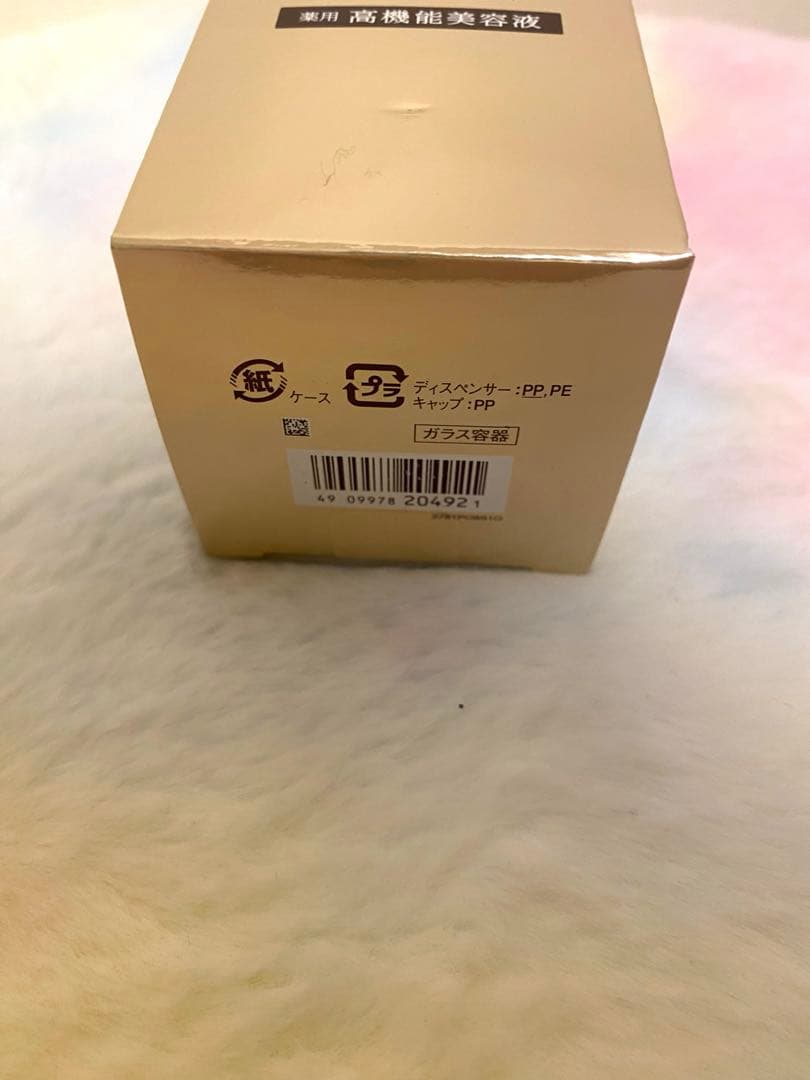 薬用 高機能美容液
紙 ケース
プラ ディスペンサー:PP,PE
キャップ:PP
ガラス容器
4909978204921